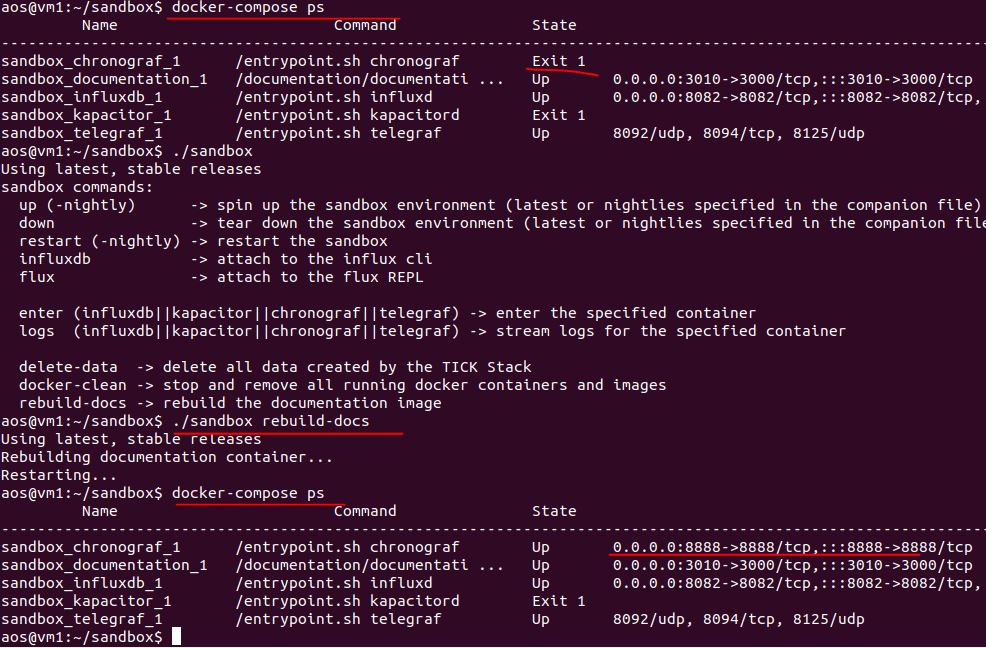 aos@vm1:~/sandbox$ docker-compose ps
Name Command State
--------------------------------------------------------------------------------------------------------------
sandbox_chronograf_1 /entrypoint.sh chronograf Exit 1
sandbox_documentation_1 /documentation/documentati ... Up 0.0.0.0:3010->3000/tcp,:::3010->3000/tcp
sandbox_influxdb_1 /entrypoint.sh influxd Up 0.0.0.0:8082->8082/tcp,:::8082->8082/tcp,
sandbox_kapacitor_1 /entrypoint.sh kapacitord Exit 1
sandbox_telegraf_1 /entrypoint.sh telegraf Up 8092/udp, 8094/tcp, 8125/udp
aos@vm1:~/sandbox$ ./sandbox
Using latest, stable releases
sandbox commands:
up (-nightly) -> spin up the sandbox environment (latest or nightlies specified in the companion file)
down -> tear down the sandbox environment (latest or nightlies specified in the companion file
restart (-nightly) -> restart the sandbox
influxdb -> attach to the influx cli
flux -> attach to the flux REPL
enter (influxdb||kapacitor||chronograf||telegraf) -> enter the specified container
logs (influxdb||kapacitor||chronograf||telegraf) -> stream logs for the specified container
delete-data -> delete all data created by the TICK Stack
docker-clean -> stop and remove all running docker containers and images
rebuild-docs -> rebuild the documentation image
aos@vm1:~/sandbox$ ./sandbox rebuild-docs
Using latest, stable releases
Rebuilding documentation container...
Restarting...
aos@vm1:~/sandbox$ docker-compose ps
Name Command State
--------------------------------------------------------------------------------------------------------------
sandbox_chronograf_1 /entrypoint.sh chronograf Up 0.0.0.0:8888->8888/tcp,:::8888->8888/tcp
sandbox_documentation_1 /documentation/documentati ... Up 0.0.0.0:3010->3000/tcp,:::3010->3000/tcp
sandbox_influxdb_1 /entrypoint.sh influxd Up 0.0.0.0:8082->8082/tcp,:::8082->8082/tcp,
sandbox_kapacitor_1 /entrypoint.sh kapacitord Exit 1
sandbox_telegraf_1 /entrypoint.sh telegraf Up 8092/udp, 8094/tcp, 8125/udp
aos@vm1:~/sandbox$